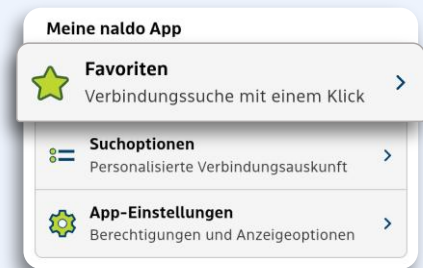 Meine naldo App
Favoriten
Verbindungssuche mit einem Klick
Suchoptionen
Personalisierte Verbindungsauskunft
App-Einstellungen
Berechtigungen und Anzeigeoptionen